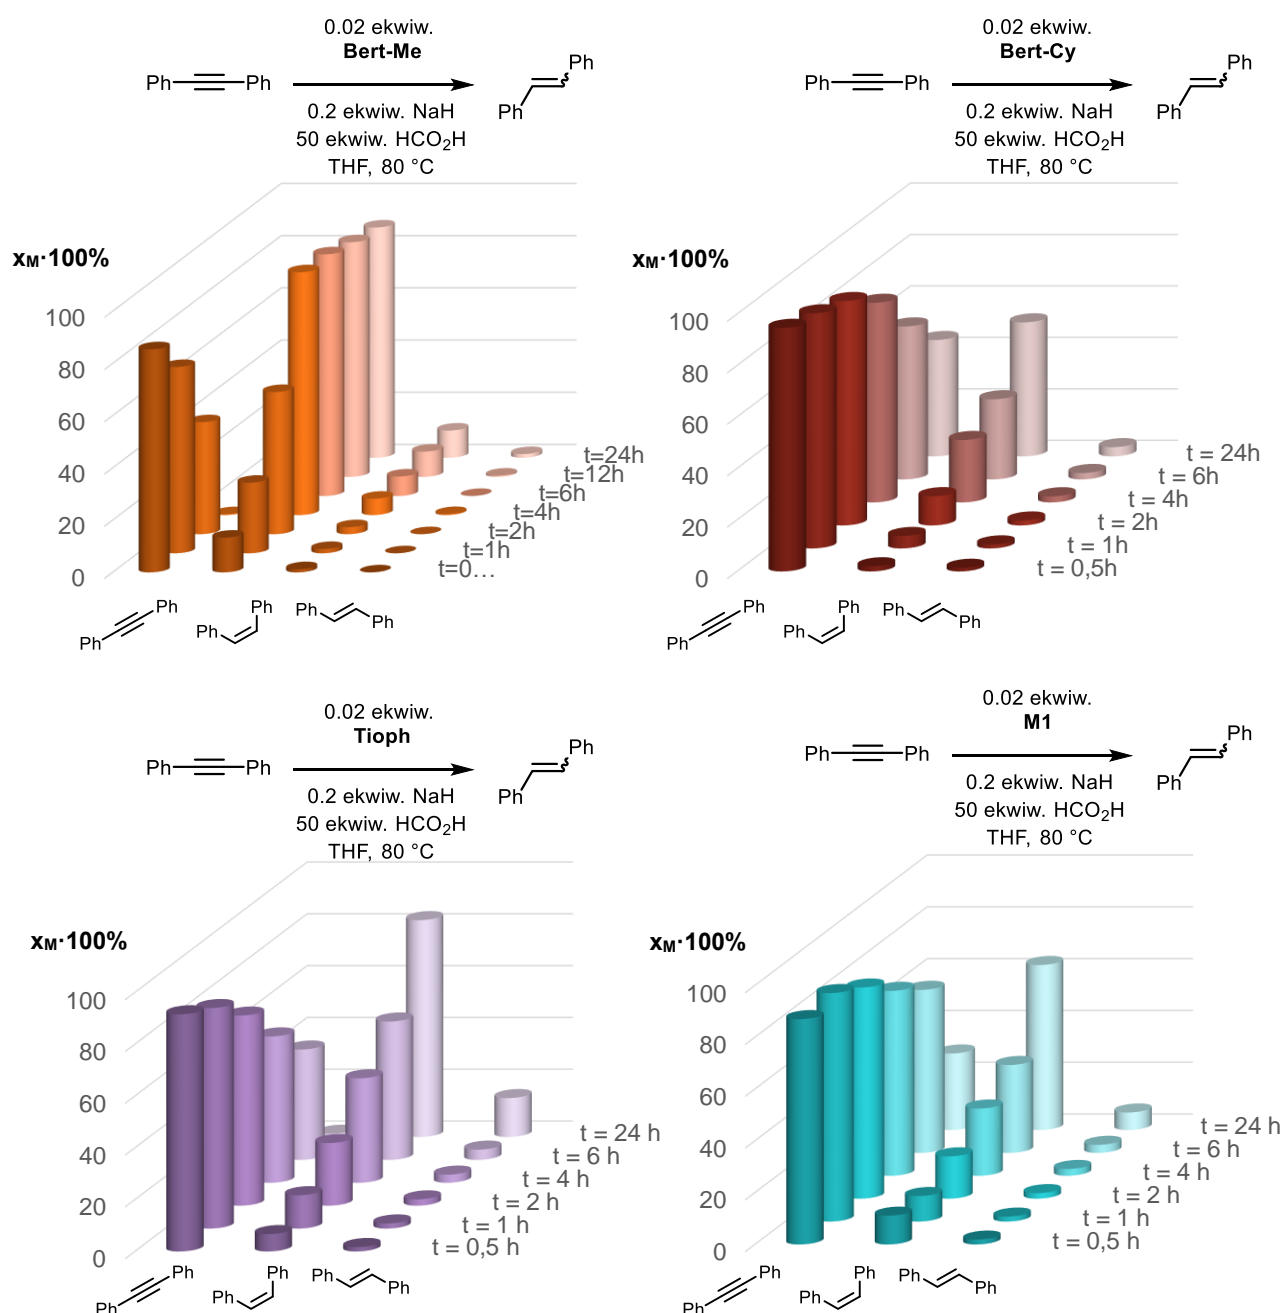 0.02 ekwiw.
Bert-Me
Ph
Ph
Ph
Ph
0.2 ekwiw. NaH
50 ekwiw. HCO₂H
THF, 80 °C
xM·100%
100
80
60
40
20
0
t=24h
t=12h
t=6h
t=4h
t=2h
t=1h
t=0…
Ph
Ph
Ph
Ph
Ph
Ph
0.02 ekwiw.
Bert-Cy
Ph
Ph
Ph
Ph
0.2 ekwiw. NaH
50 ekwiw. HCO₂H
THF, 80 °C
xM·100%
100
80
60
40
20
0
t = 24h
t = 6h
t = 4h
t = 2h
t = 1h
t = 0,5h
Ph
Ph
Ph
Ph
Ph
Ph
0.02 ekwiw.
Tioph
Ph
Ph
Ph
Ph
0.2 ekwiw. NaH
50 ekwiw. HCO₂H
THF, 80 °C
xM·100%
100
80
60
40
20
0
t = 24 h
t = 6 h
t = 4 h
t = 2 h
t = 1 h
t = 0,5 h
Ph
Ph
Ph
Ph
Ph
Ph
0.02 ekwiw.
M1
Ph
Ph
Ph
Ph
0.2 ekwiw. NaH
50 ekwiw. HCO₂H
THF, 80 °C
xM·100%
100
80
60
40
20
0
t = 24 h
t = 6 h
t = 4 h
t = 2 h
t = 1 h
t = 0,5 h
Ph
Ph
Ph
Ph
Ph
Ph